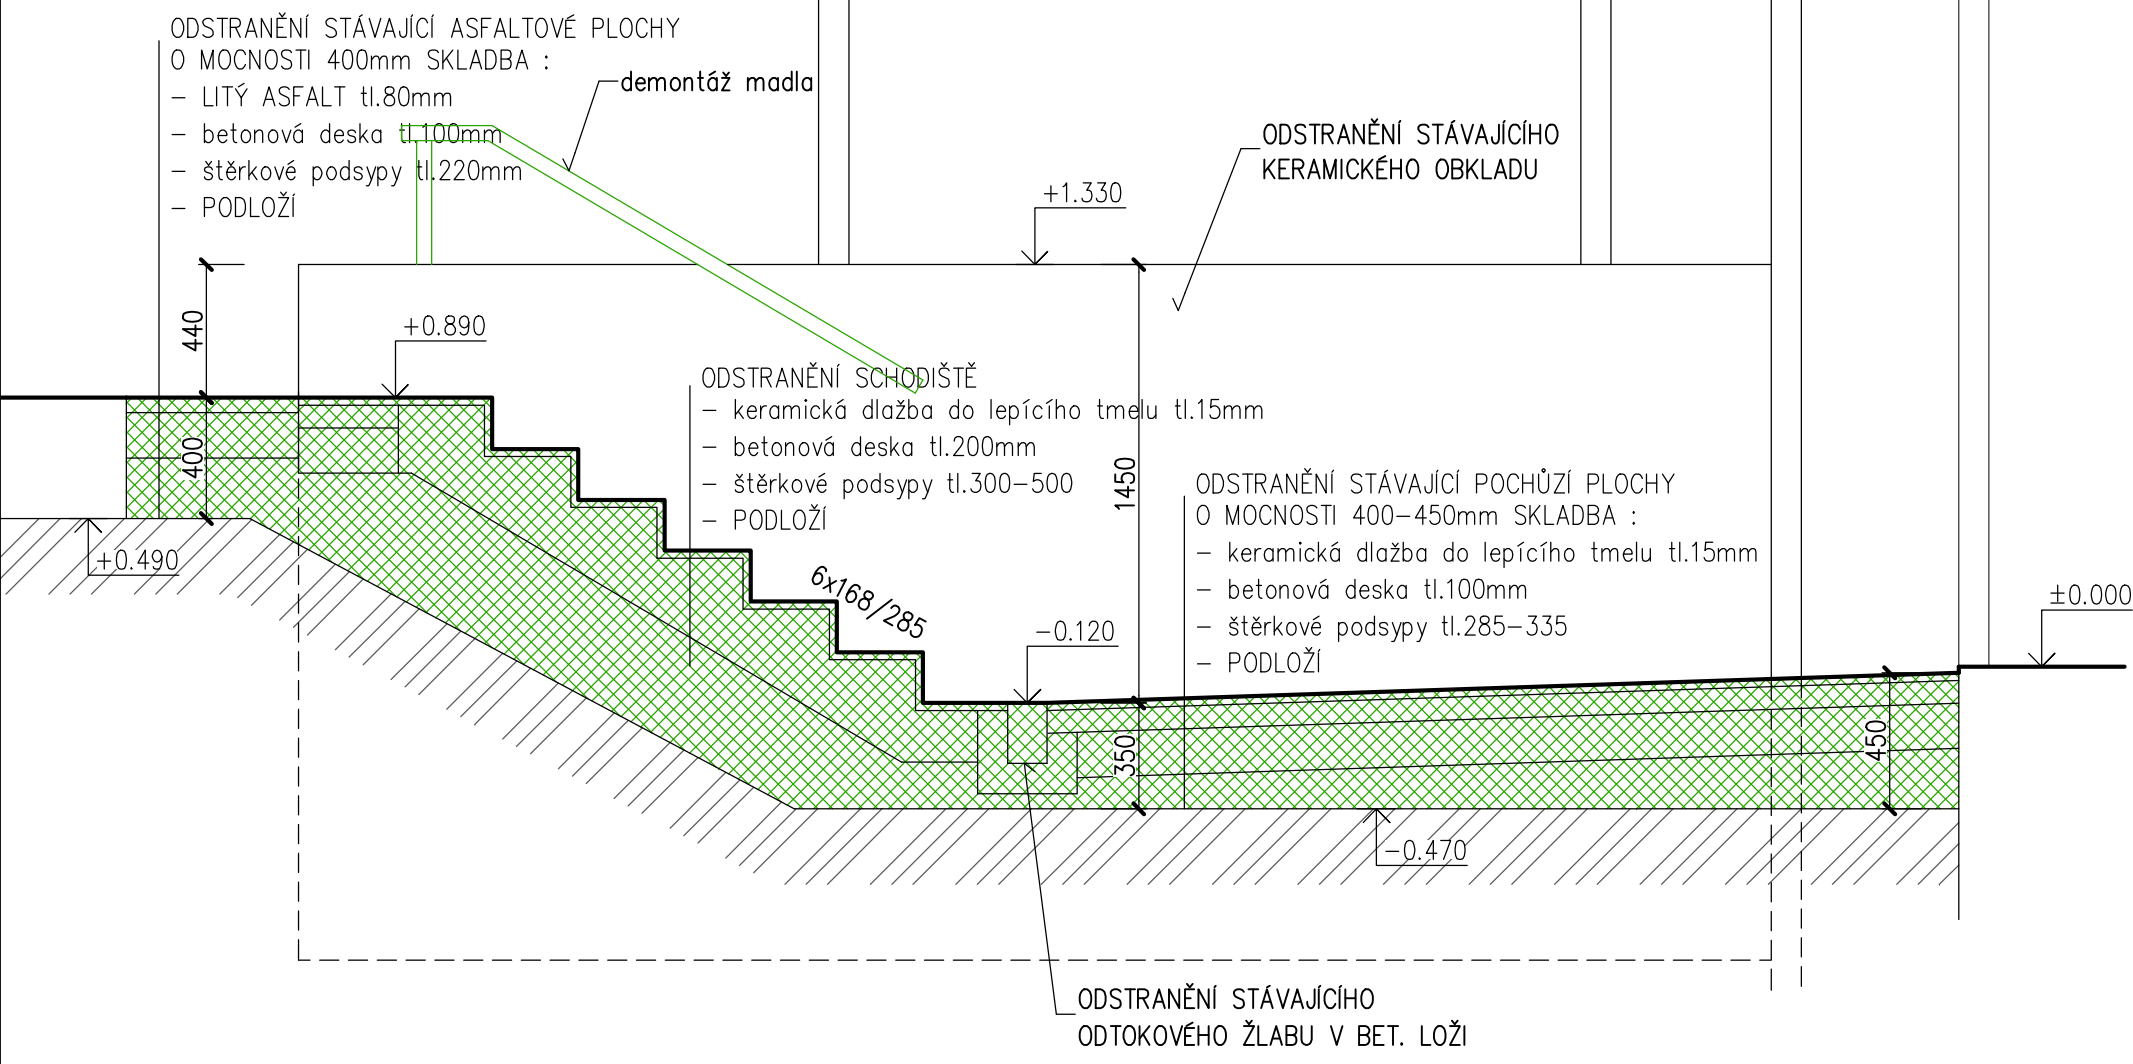 ODSTRANĚNÍ STÁVAJÍCÍ ASFALTOVÉ PLOCHY
O MOCNOSTI 400mm SKLADBA :
- LITÝ ASFALT tl.80mm
- betonová deska tl.100mm
- štěrkové podsypy tl.220mm
- PODLOŽÍ
demontáž madla
ODSTRANĚNÍ STÁVAJÍCÍHO
KERAMICKÉHO OBKLADU
+1.330
440
+0.890
400
+0.490
ODSTRANĚNÍ SCHODIŠTĚ
- keramická dlažba do lepícího tmelu tl.15mm
- betonová deska tl.200mm
- štěrkové podsypy tl.300-500
- PODLOŽÍ
1450
6x168/285
-0.120
ODSTRANĚNÍ STÁVAJÍCÍ POCHŮZÍ PLOCHY
O MOCNOSTI 400-450mm SKLADBA :
- keramická dlažba do lepícího tmelu tl.15mm
- betonová deska tl.100mm
- štěrkové podsypy tl.285-335
- PODLOŽÍ
±0.000
350
450
-0.470
ODSTRANĚNÍ STÁVAJÍCÍHO
ODTOKOVÉHO ŽLABU V BET. LOŽI